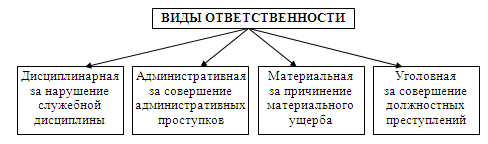 ВИДЫ ОТВЕТСТВЕННОСТИ
Дисциплинарная
за нарушение
служебной
дисциплины
Административная
за совершение
административных
проступков
Материальная
за причинение
материального
ущерба
Уголовная
за совершение
должностных
преступлений